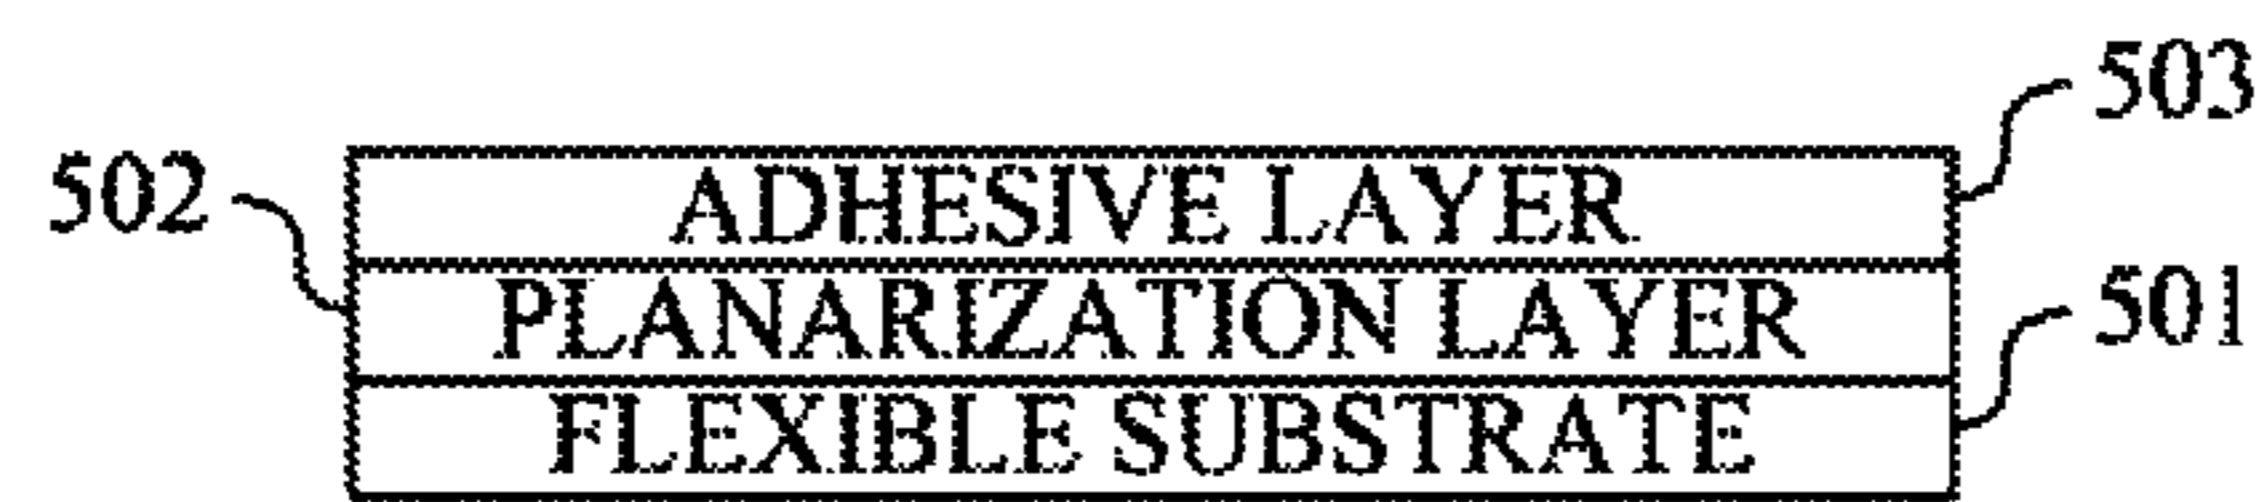 503
502
ADHESIVE LAYER
PLANARIZATION LAYER
501
FLEXIBLE SUBSTRATE